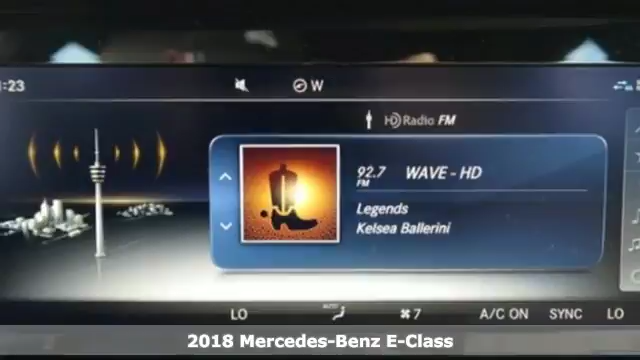 :23
W
HD Radio FM
92.7 WAVE - HD
FM
Legends
Kelsea Ballerini
LO AUTO 7 A/C ON SYNC LO
2018 Mercedes-Benz E-Class